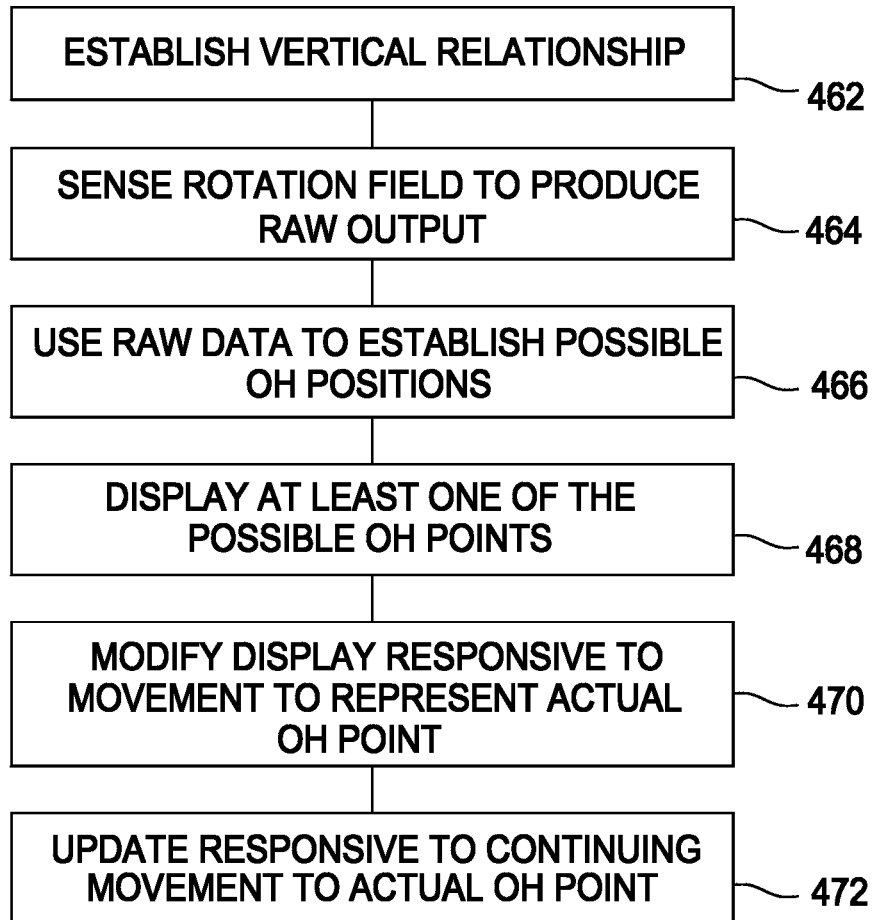 ESTABLISH VERTICAL RELATIONSHIP
462
SENSE ROTATION FIELD TO PRODUCE
RAW OUTPUT
464
USE RAW DATA TO ESTABLISH POSSIBLE
OH POSITIONS
466
DISPLAY AT LEAST ONE OF THE
POSSIBLE OH POINTS
468
MODIFY DISPLAY RESPONSIVE TO
MOVEMENT TO REPRESENT ACTUAL
OH POINT
470
UPDATE RESPONSIVE TO CONTINUING
MOVEMENT TO ACTUAL OH POINT
472